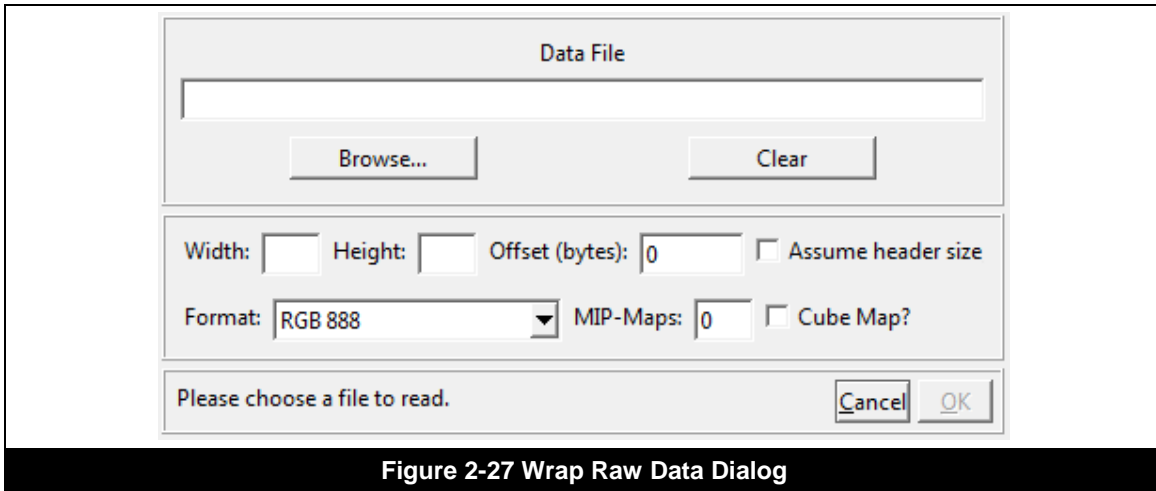 Data File
Browse... Clear
Width: Height: Offset (bytes): 0 Assume header size
Format: RGB 888 MIP-Maps: 0 Cube Map?
Please choose a file to read. Cancel OK
Figure 2-27 Wrap Raw Data Dialog